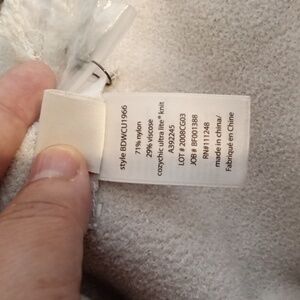 style BDWCU1966
71% nylon
29% viscose
cozychic ultra lite® knit
A392245
LOT # 2008CG03
JOB # BF001388
RN#111248
made in china/
Fabriqué en Chine